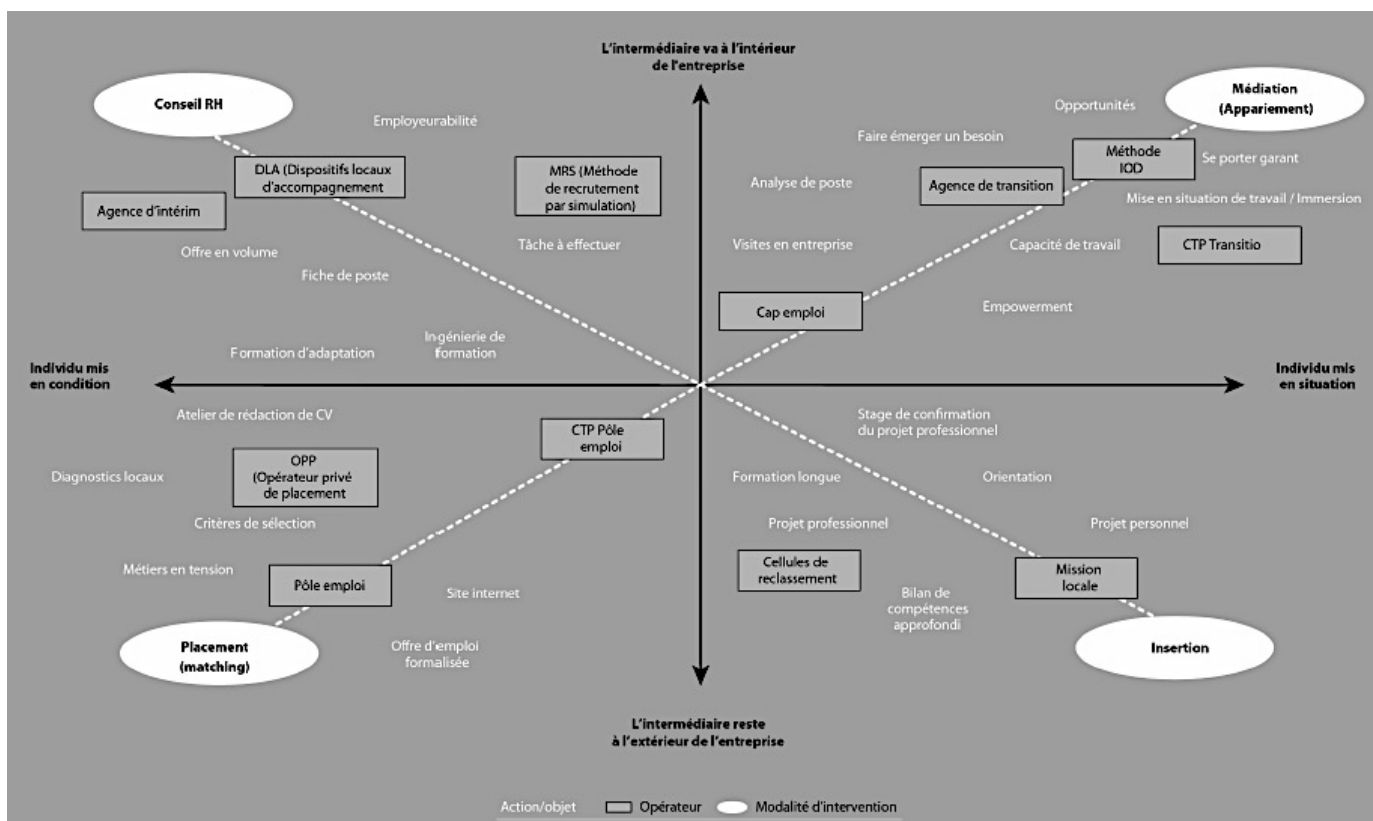 L'intermédiaire va à l'intérieur
de l'entreprise
Conseil RH
Médiation
(Appariement)
Opportunités
Employeurabilité
Faire émerger un besoin
Méthode
IOD
Se porter garant
DLA (Dispositifs locaux
d'accompagnement
MRS (Méthode
de recrutement
par simulation)
Analyse de poste
Agence de transition
Mise en situation de travail / Immersion
Agence d'intérim
Offre en volume
Tâche à effectuer
Visites en entreprise
Capacité de travail
CTP Transitio
Fiche de poste
Cap emploi
Empowerment
Formation d'adaptation
Ingénierie de
formation
Individu mis
en condition
Individu mis
en situation
Atelier de rédaction de CV
CTP Pôle
emploi
Stage de confirmation
du projet professionnel
Diagnostics locaux
OPP
(Opérateur privé
de placement
Formation longue
Orientation
Critères de sélection
Projet professionnel
Projet personnel
Métiers en tension
Pôle emploi
Site internet
Cellules de
reclassement
Bilan de
compétences
approfondi
Mission
locale
Placement
(matching)
Offre d'emploi
formalisée
Insertion
L'intermédiaire reste
à l'extérieur de l'entreprise
Action/objet Opérateur Modalité d'intervention